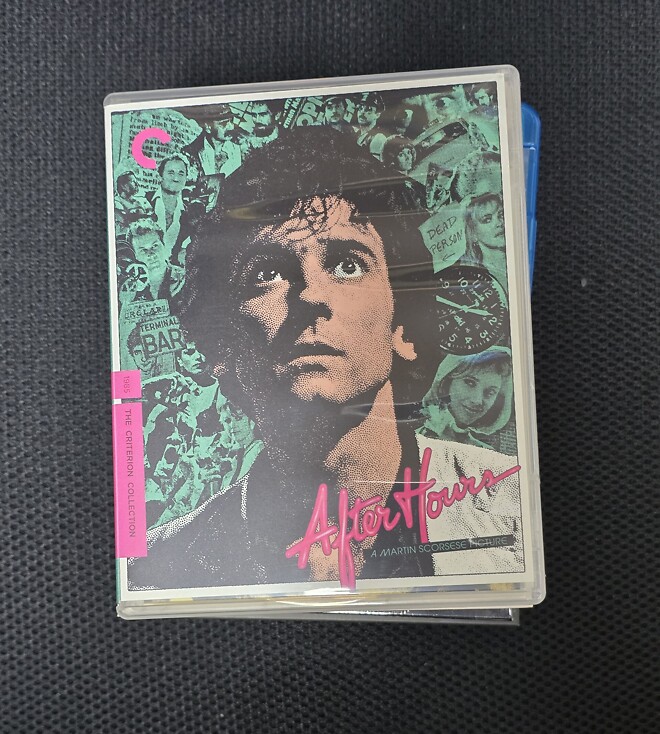 DEAD
PERSON
TERMINAL
BAR
1985
THE CRITERION COLLECTION
After Hours
A MARTIN SCORSESE PICTURE